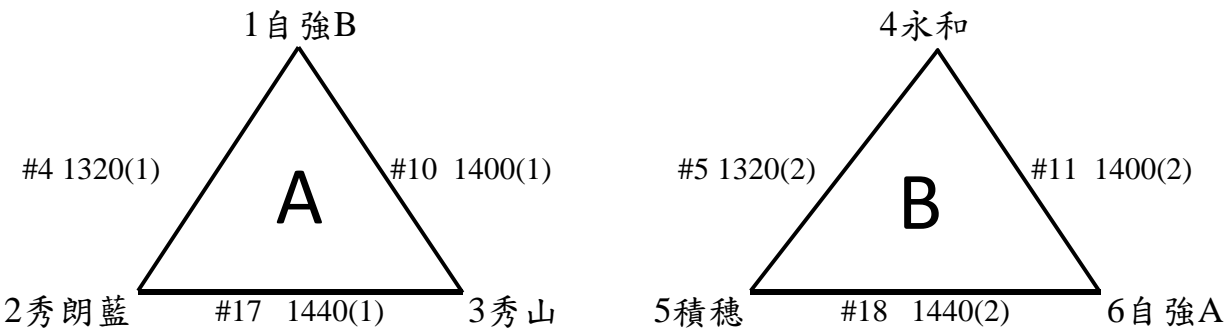 1自強B
4永和
#4 1320(1)
#10 1400(1)
#5 1320(2)
#11 1400(2)
A
B
2秀朗藍
#17 1440(1)
3秀山
5積穗
#18 1440(2)
6自強A